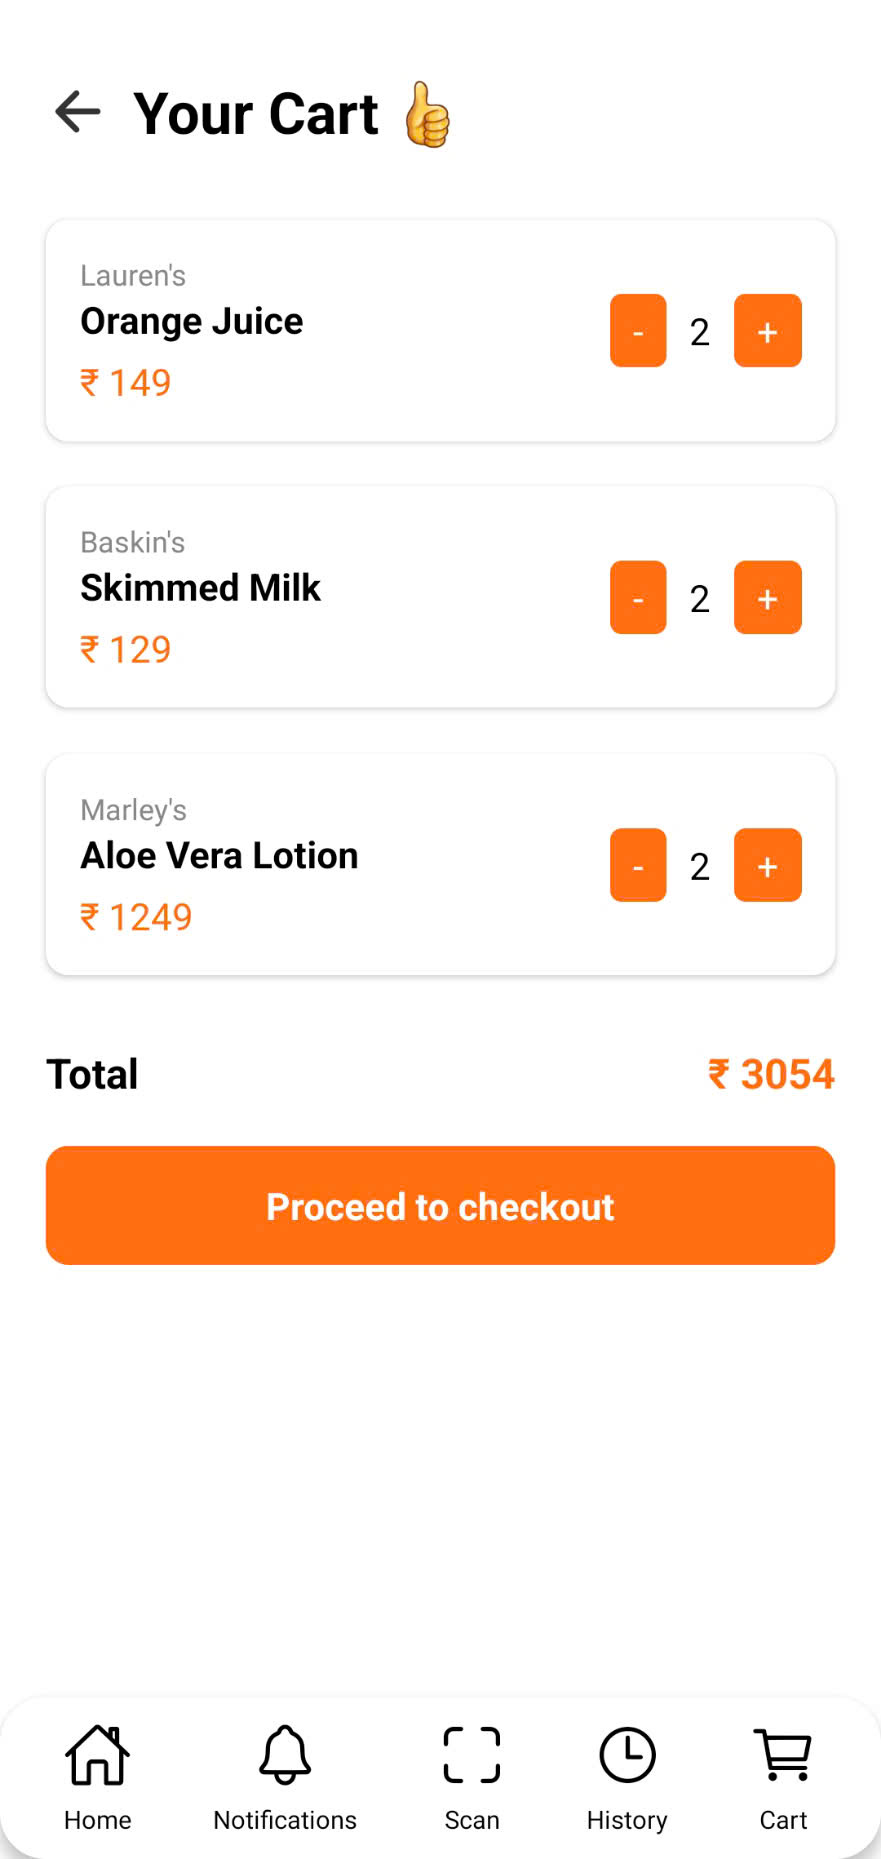 Your Cart 👍
Lauren's
Orange Juice
₹ 149
- 2 +
Baskin's
Skimmed Milk
₹ 129
- 2 +
Marley's
Aloe Vera Lotion
₹ 1249
- 2 +
Total ₹ 3054
Proceed to checkout
Home Notifications Scan History Cart